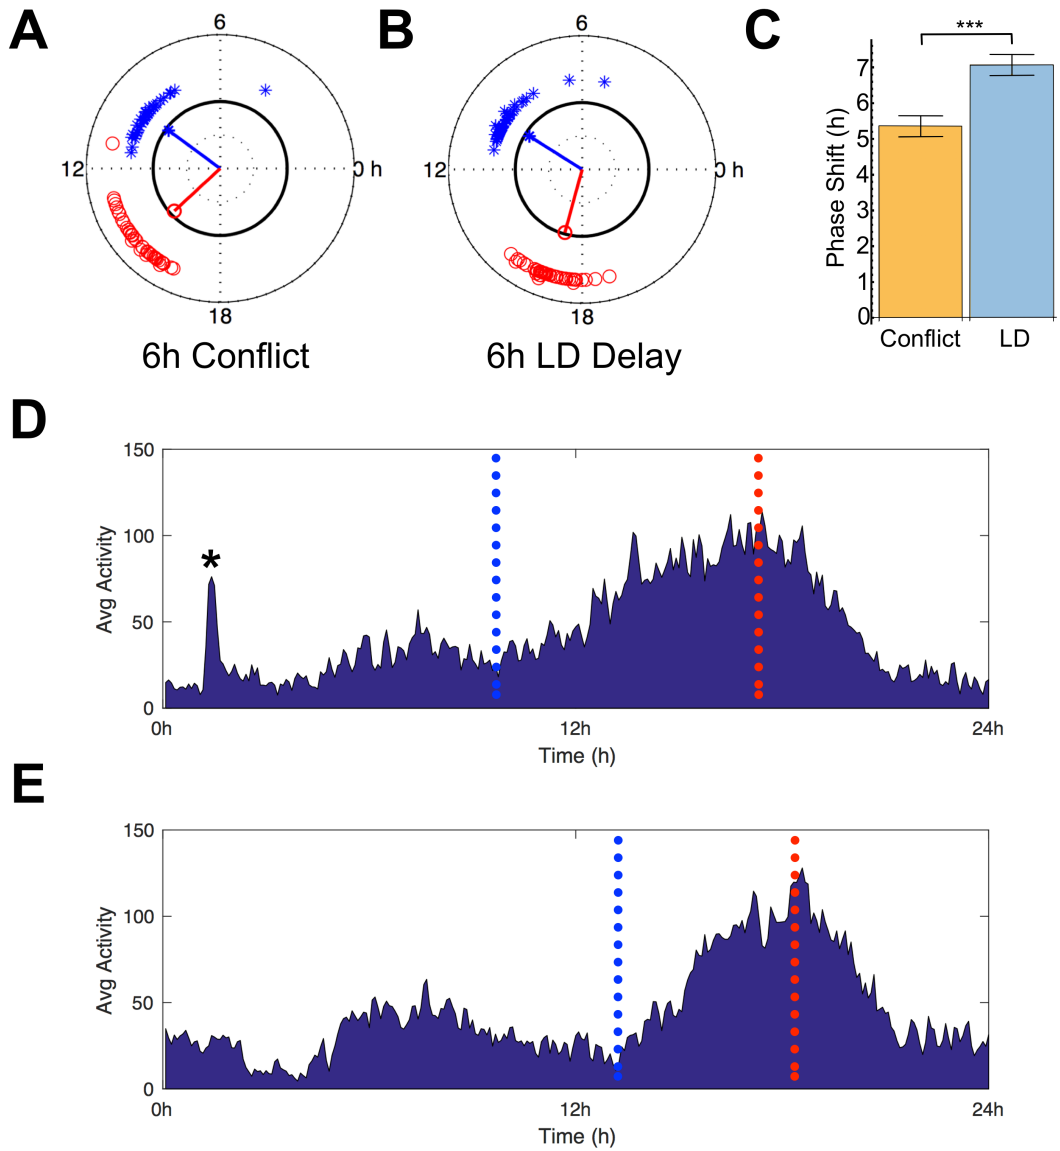 A
6
12
0 h
18
6h Conflict
B
6
12
0 h
18
6h LD Delay
C
***
Phase Shift (h)
7
6
5
4
3
2
1
0
Conflict
LD
D
*
Avg Activity
150
100
50
0
0h
12h
24h
Time (h)
E
Avg Activity
150
100
50
0
0h
12h
24h
Time (h)